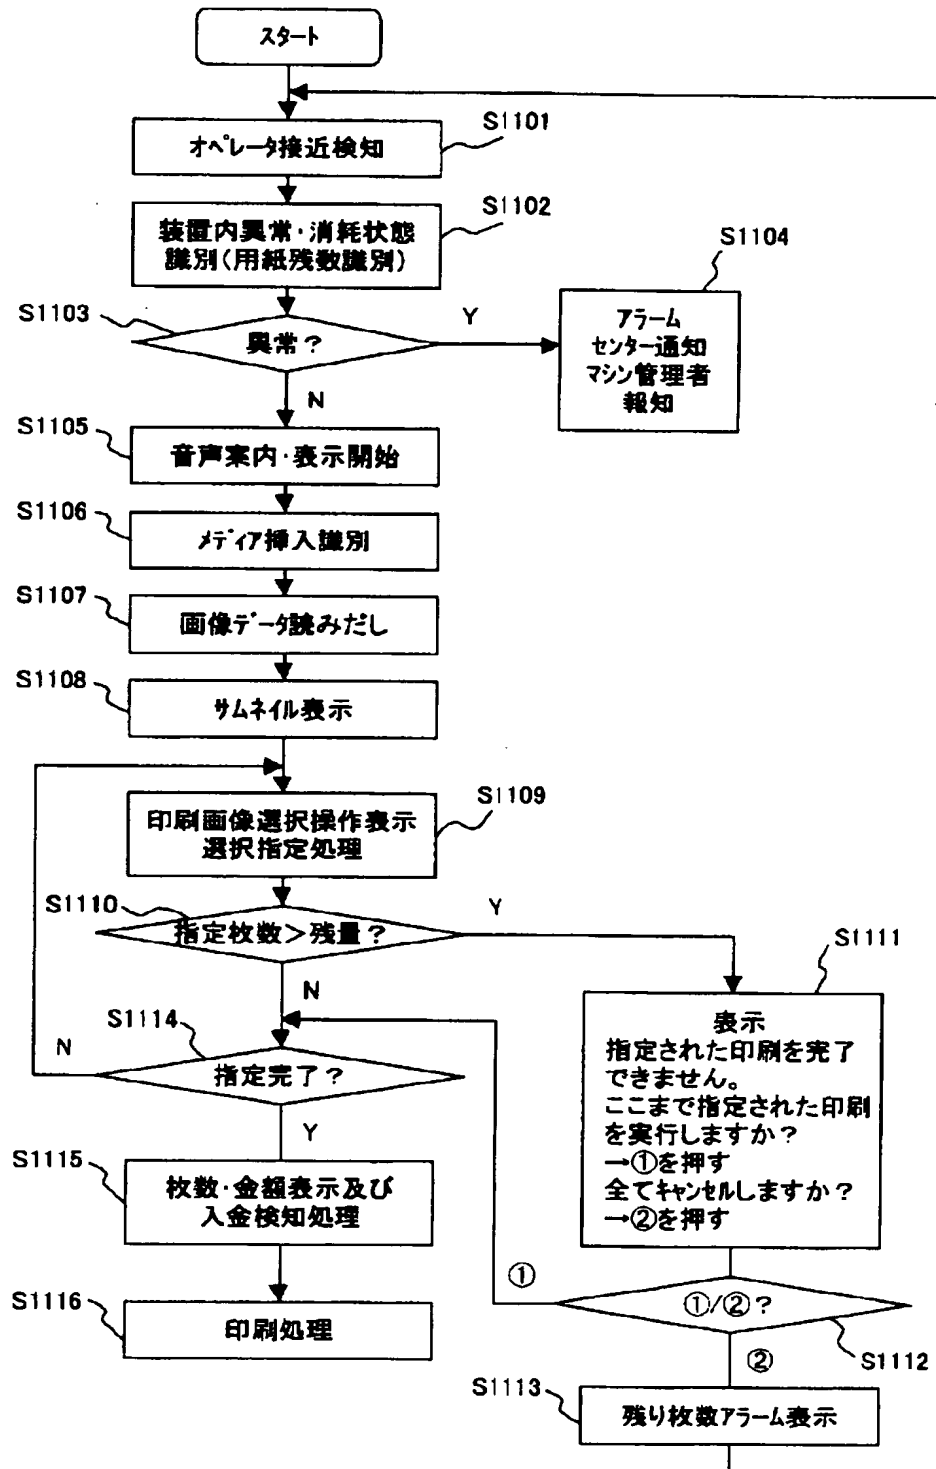 スタート
S1101
オペレータ接近検知
S1102
装置内異常・消耗状態
識別(用紙残数識別)
S1103
異常?
Y
N
S1104
アラーム
センター通知
マシン管理者
報知
S1105
音声案内・表示開始
S1106
メディア挿入識別
S1107
画像データ読みだし
S1108
サムネイル表示
S1109
印刷画像選択操作表示
選択指定処理
S1110
指定枚数>残量?
Y
N
S1111
表示
指定された印刷を完了
できません。
ここまで指定された印刷
を実行しますか?
→①を押す
全てキャンセルしますか?
→②を押す
S1114
指定完了?
N
Y
S1115
枚数・金額表示及び
入金検知処理
S1116
印刷処理
①
①/②?
S1112
②
S1113
残り枚数アラーム表示